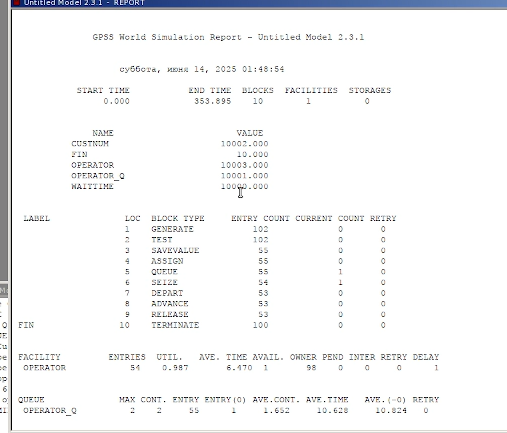 Untitled Model 2.3.1 - REPORT
GPSS World Simulation Report - Untitled Model 2.3.1
суббота, июня 14, 2025 01:48:54
START TIME END TIME BLOCKS FACILITIES STORAGES
0.000 353.895 10 1 0
NAME VALUE
CUSTNUM 10002.000
FIN 10.000
OPERATOR 10003.000
OPERATOR_Q 10001.000
WAITTIME 10000.000
LABEL LOC BLOCK TYPE ENTRY COUNT CURRENT COUNT RETRY
1 GENERATE 102 0 0
2 TEST 102 0 0
3 SAVEVALUE 55 0 0
4 ASSIGN 55 0 0
5 QUEUE 55 1 0
6 SEIZE 54 1 0
7 DEPART 53 0 0
8 ADVANCE 53 0 0
9 RELEASE 53 0 0
FIN 10 TERMINATE 100 0 0
FACILITY ENTRIES UTIL. AVE. TIME AVAIL. OWNER PEND INTER RETRY DELAY
OPERATOR 54 0.987 6.470 1 98 0 0 0 1
QUEUE MAX CONT. ENTRY ENTRY(0) AVE.CONT. AVE.TIME AVE.(-0) RETRY
OPERATOR_Q 2 2 55 1 1.652 10.628 10.824 0